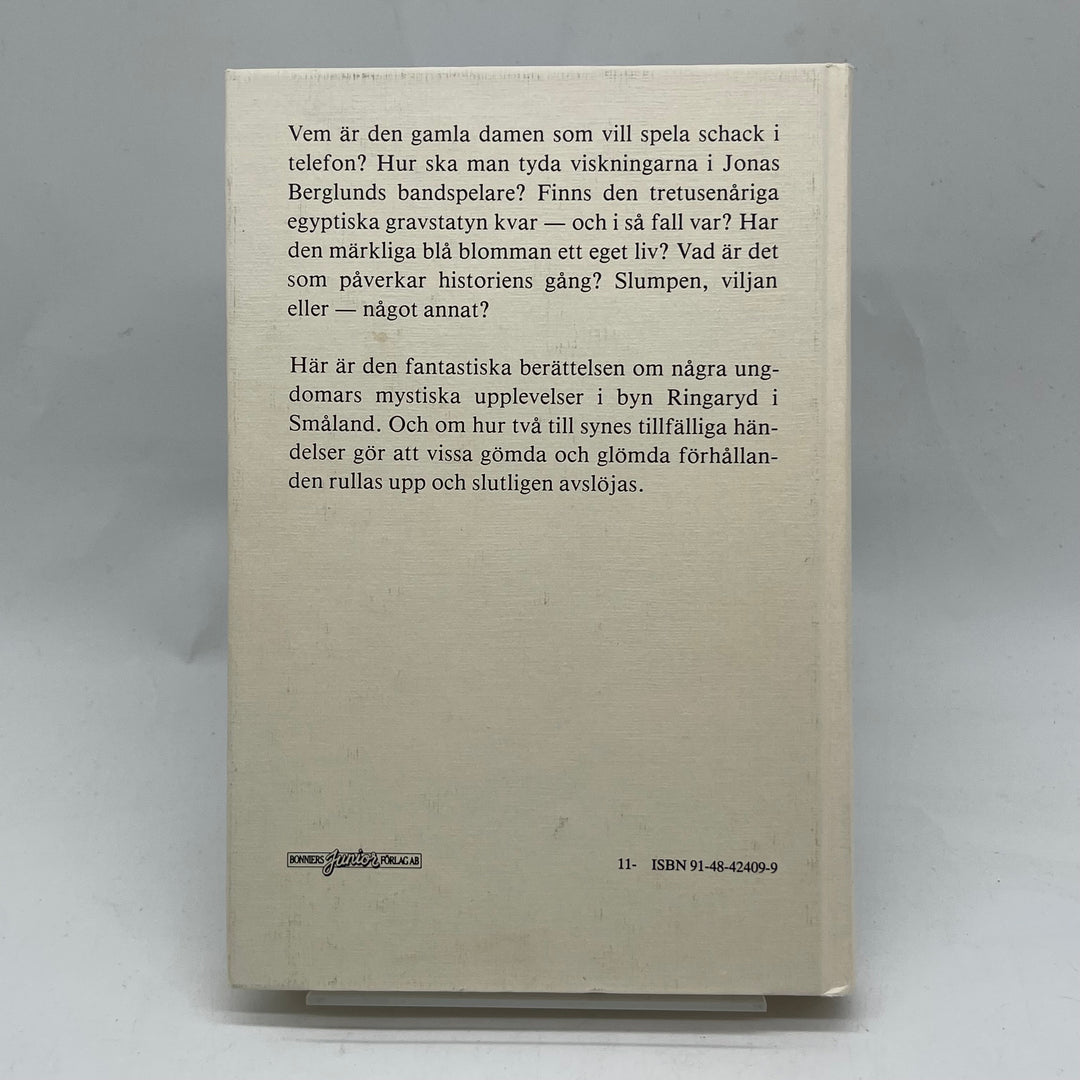 Vem är den gamla damen som vill spela schack i
telefon? Hur ska man tyda viskningarna i Jonas
Berglunds bandspelare? Finns den tretusenåriga
egyptiska gravstatyn kvar — och i så fall var? Har
den märkliga blå blomman ett eget liv? Vad är det
som påverkar historiens gång? Slumpen, viljan
eller — något annat?
Här är den fantastiska berättelsen om några ung-
domars mystiska upplevelser i byn Ringaryd i
Småland. Och om hur två till synes tillfälliga hän-
delser gör att vissa gömda och glömda förhållan-
den rullas upp och slutligen avslöjas.
BONNIERS Junior FÖRLAG AB
11- ISBN 91-48-42409-9